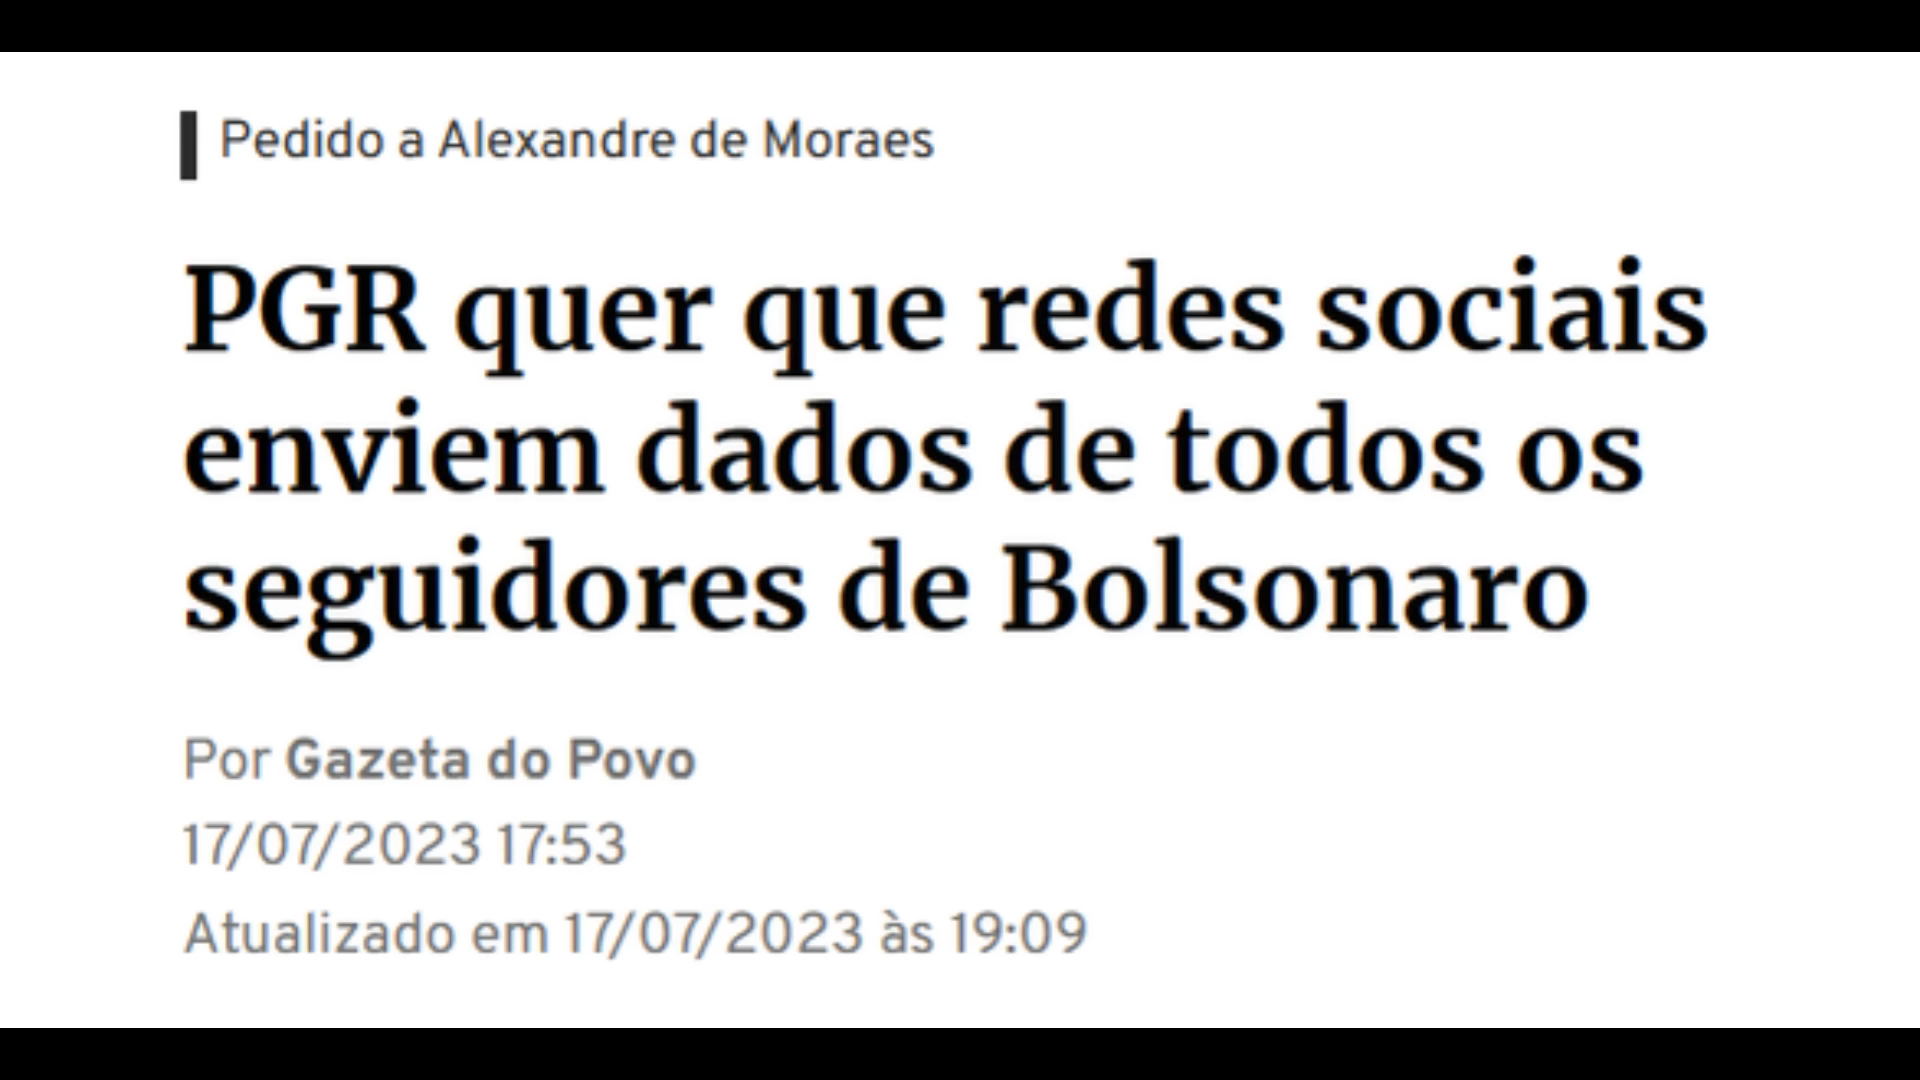 Pedido a Alexandre de Moraes
PGR quer que redes sociais
enviem dados de todos os
seguidores de Bolsonaro
Por Gazeta do Povo
17/07/2023 17:53
Atualizado em 17/07/2023 às 19:09